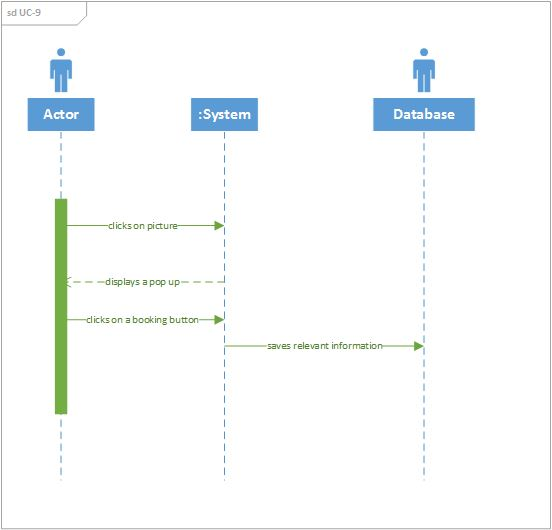 sd UC-9
Actor
:System
Database
clicks on picture
displays a pop up
clicks on a booking button
saves relevant information